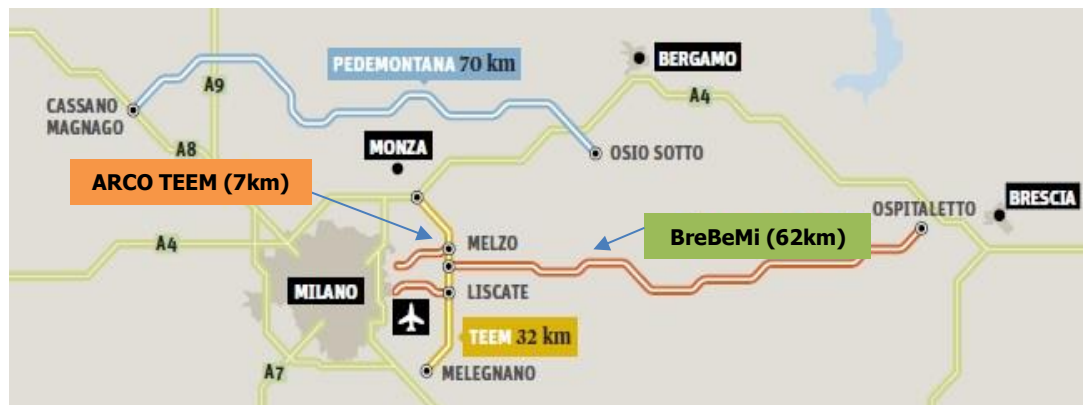 PEDEMONTANA 70 km
BERGAMO
A9
A4
CASSANO
MAGNAGO
MONZA
A8
OSIO SOTTO
ARCO TEEM (7km)
BRESCIA
OSPITALETTO
A4
MELZO
BreBeMi (62km)
MILANO
LISCATE
TEEM 32 km
A7
MELEGNANO